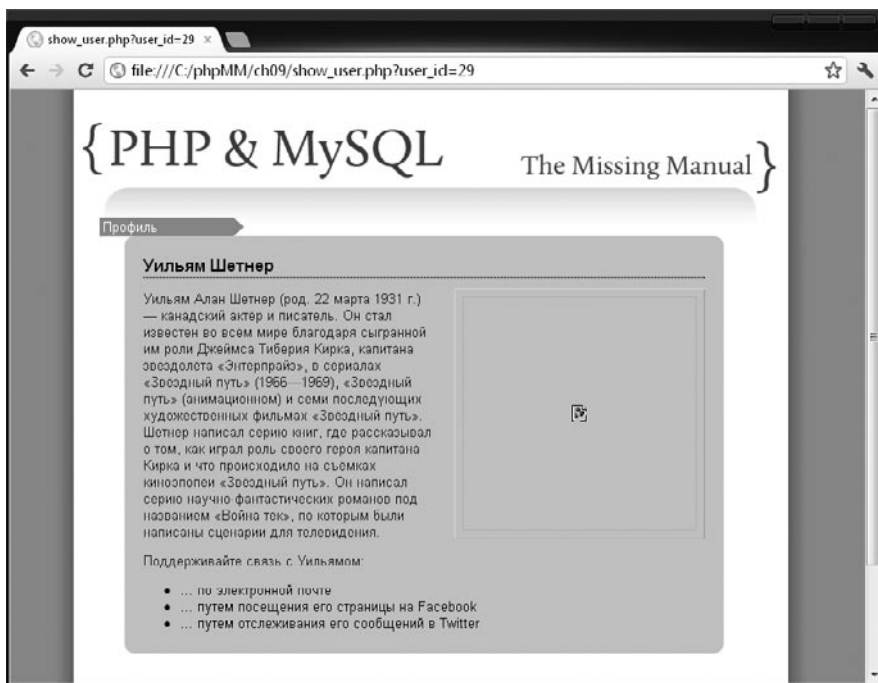 show_user.php?user_id=29
file:///C:/phpMM/ch09/show_user.php?user_id=29
{PHP & MySQL
The Missing Manual}
Профиль
Уильям Шетнер
Уильям Алан Шетнер (род. 22 марта 1931 г.)
— канадский актер и писатель. Он стал
известен во всем мире благодаря сыгранной
им роли Джеймса Тиберия Кирка, капитана
звездолета «Энтерпрайз», в сериалах
«Звездный путь» (1966—1969), «Звездный
путь» (анимационном) и семи последующих
художественных фильмах «Звездный путь».
Шетнер написал серию книг, где рассказывал
о том, как играл роль своего героя капитана
Кирка и что происходило на съемках
киноэпопеи «Звездный путь». Он написал
серию научно-фантастических романов под
названием «Война тек», по которым были
написаны сценарии для телевидения.
Поддерживайте связь с Уильямом:
• ... по электронной почте
• ... путем посещения его страницы на Facebook
• ... путем отслеживания его сообщений в Twitter